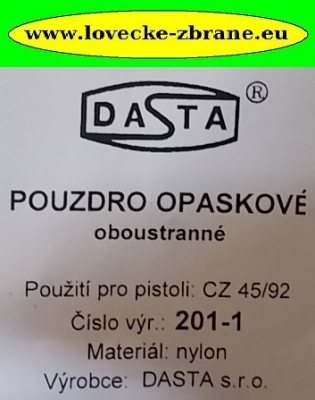 www.lovecke-zbrane.eu
DASTA ®
POUZDRO OPASKOVÉ
oboustranné
Použití pro pistoli: CZ 45/92
Číslo výr.: 201-1
Materiál: nylon
Výrobce: DASTA s.r.o.